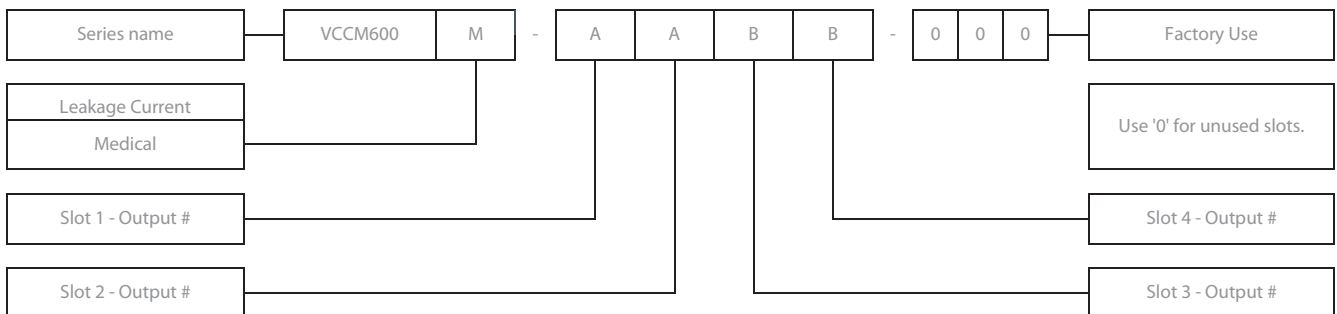 Series name VCCM600 M - A A B B - 0 0 0 Factory Use
Leakage Current
Medical
Use '0' for unused slots.
Slot 1 - Output #
Slot 4 - Output #
Slot 2 - Output #
Slot 3 - Output #